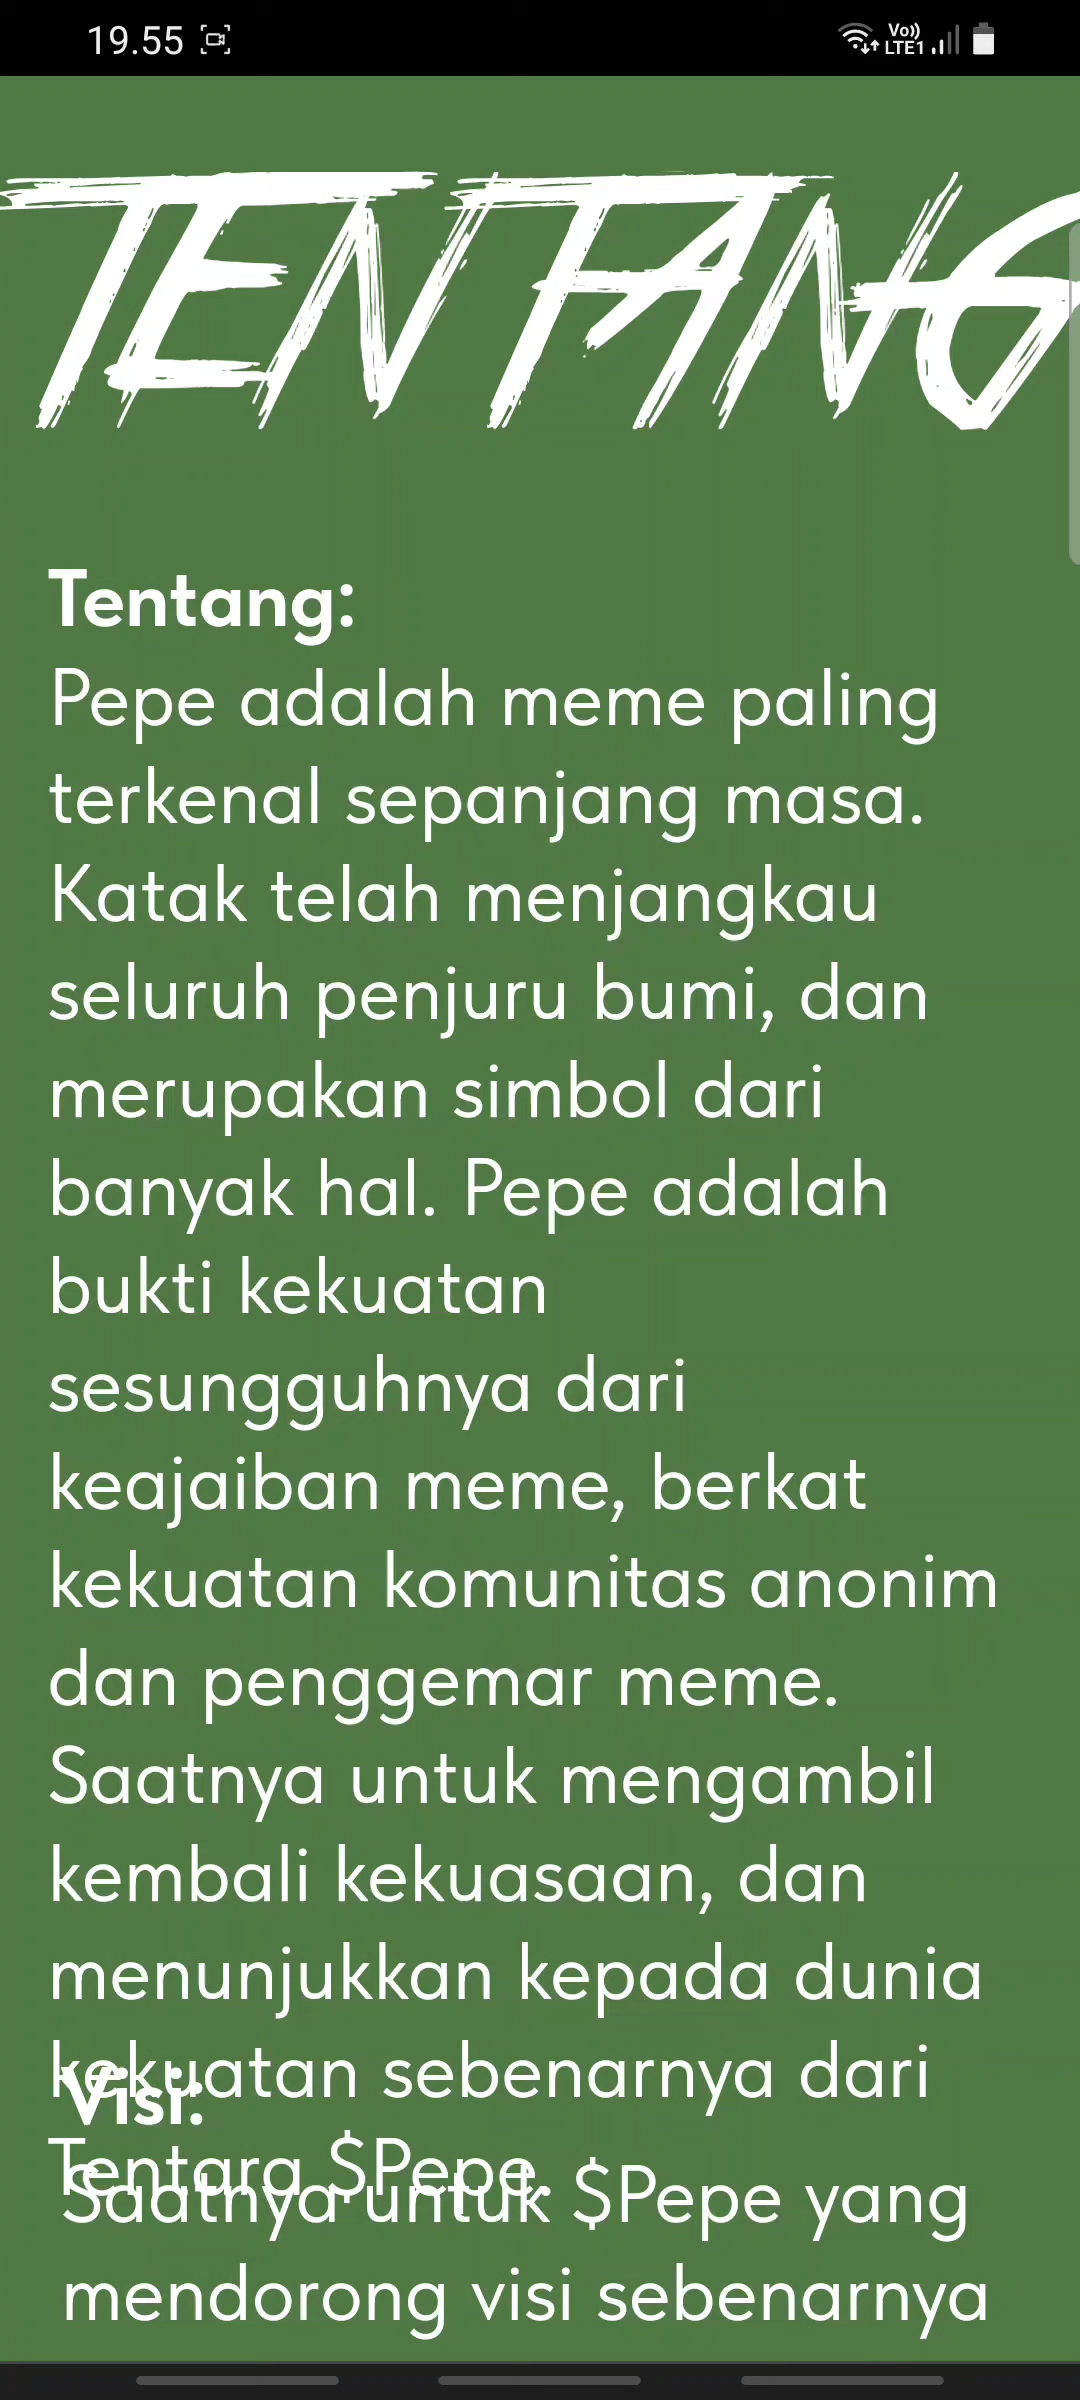 19.55
Vo))
LTE1
TENTANG
Tentang:
Pepe adalah meme paling
terkenal sepanjang masa.
Katak telah menjangkau
seluruh penjuru bumi, dan
merupakan simbol dari
banyak hal. Pepe adalah
bukti kekuatan
sesungguhnya dari
keajaiban meme, berkat
kekuatan komunitas anonim
dan penggemar meme.
Saatnya untuk mengambil
kembali kekuasaan, dan
menunjukkan kepada dunia
kekuatan sebenarnya dari
Tentara $Pepe.
Visi:
Saatnya untuk $Pepe yang
mendorong visi sebenarnya